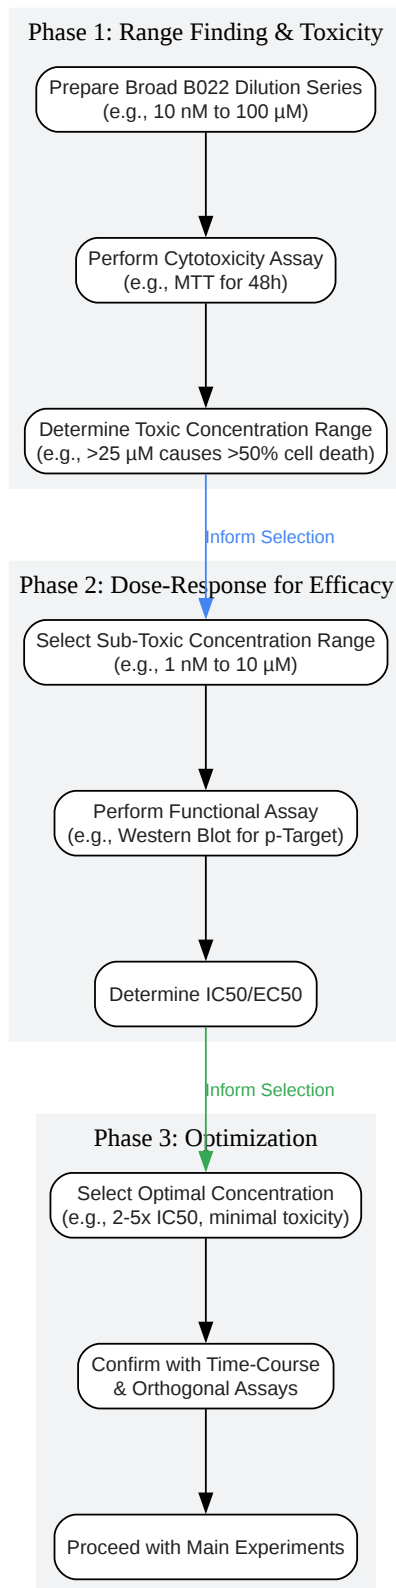 Phase 1: Range Finding & Toxicity
Prepare Broad B022 Dilution Series
(e.g., 10 nM to 100 µM)
Perform Cytotoxicity Assay
(e.g., MTT for 48h)
Determine Toxic Concentration Range
(e.g., >25 µM causes >50% cell death)
Inform Selection
Phase 2: Dose-Response for Efficacy
Select Sub-Toxic Concentration Range
(e.g., 1 nM to 10 µM)
Perform Functional Assay
(e.g., Western Blot for p-Target)
Determine IC50/EC50
Inform Selection
Phase 3: Optimization
Select Optimal Concentration
(e.g., 2-5x IC50, minimal toxicity)
Confirm with Time-Course
& Orthogonal Assays
Proceed with Main Experiments